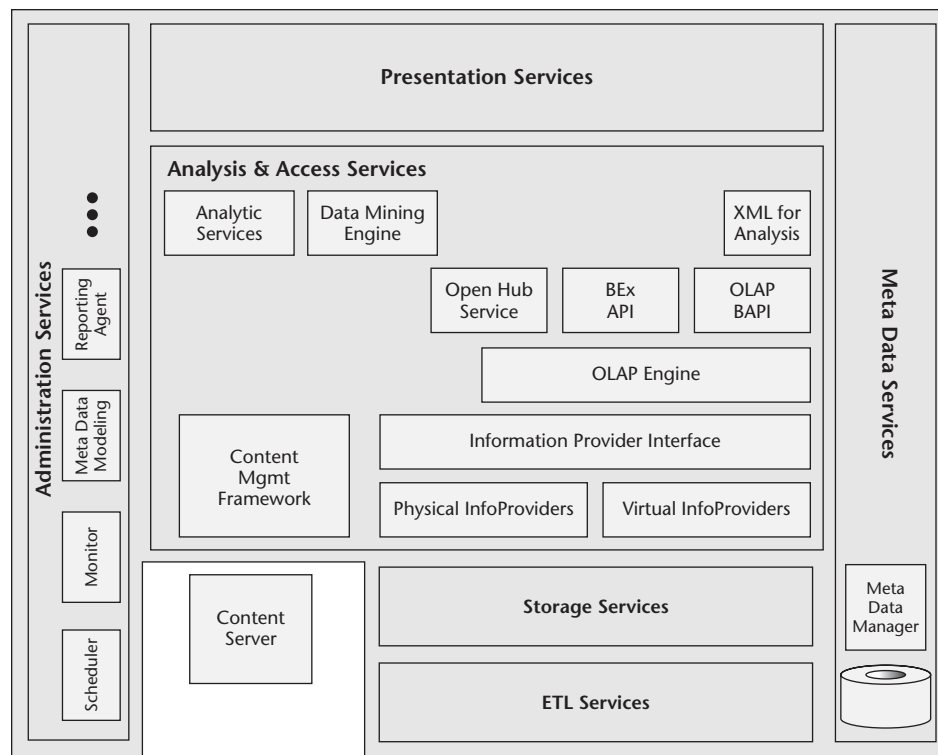 Presentation Services
Analysis & Access Services
Analytic
Services
Data Mining
Engine
XML for
Analysis
Open Hub
Service
BEx
API
OLAP
BAPI
OLAP Engine
Content
Mgmt
Framework
Information Provider Interface
Physical InfoProviders
Virtual InfoProviders
Content
Server
Storage Services
ETL Services
Administration Services
Reporting
Agent
Meta Data
Modeling
Monitor
Scheduler
Meta Data Services
Meta
Data
Manager